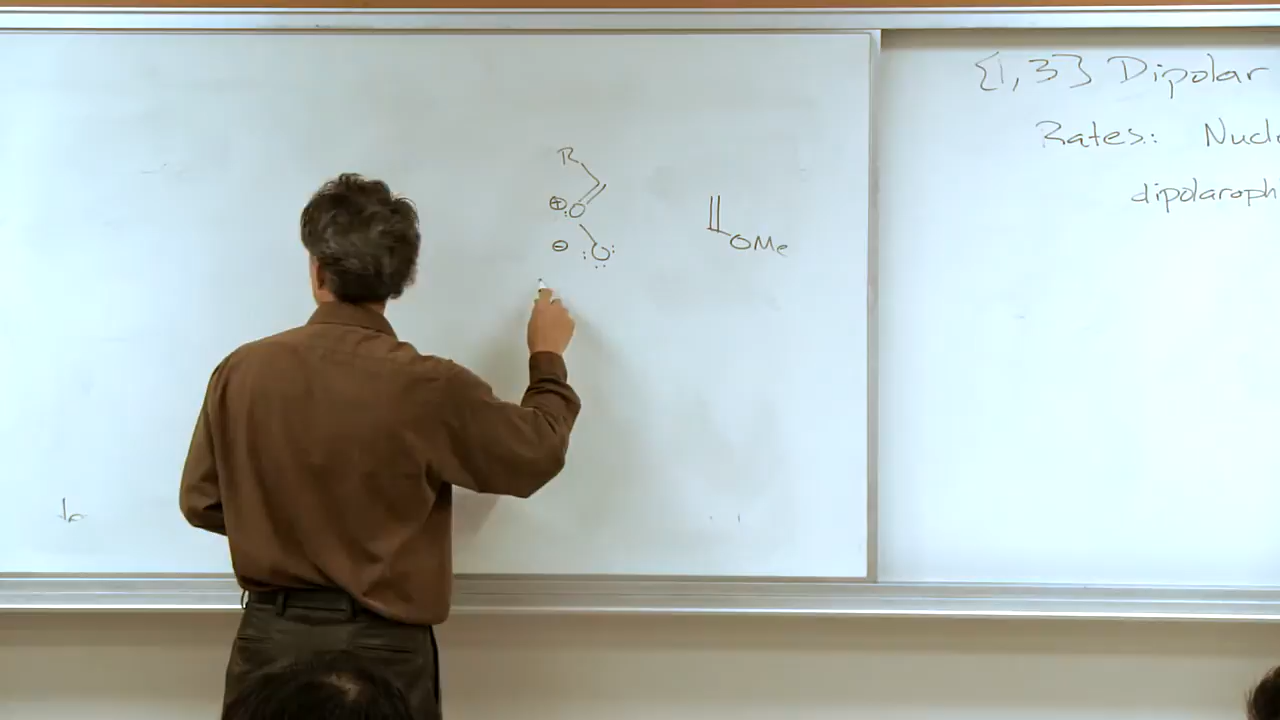 R
⊕ :O
⊖ :O:
OMe
{1,3} Dipolar
Rates: Nucl
dipolaroph